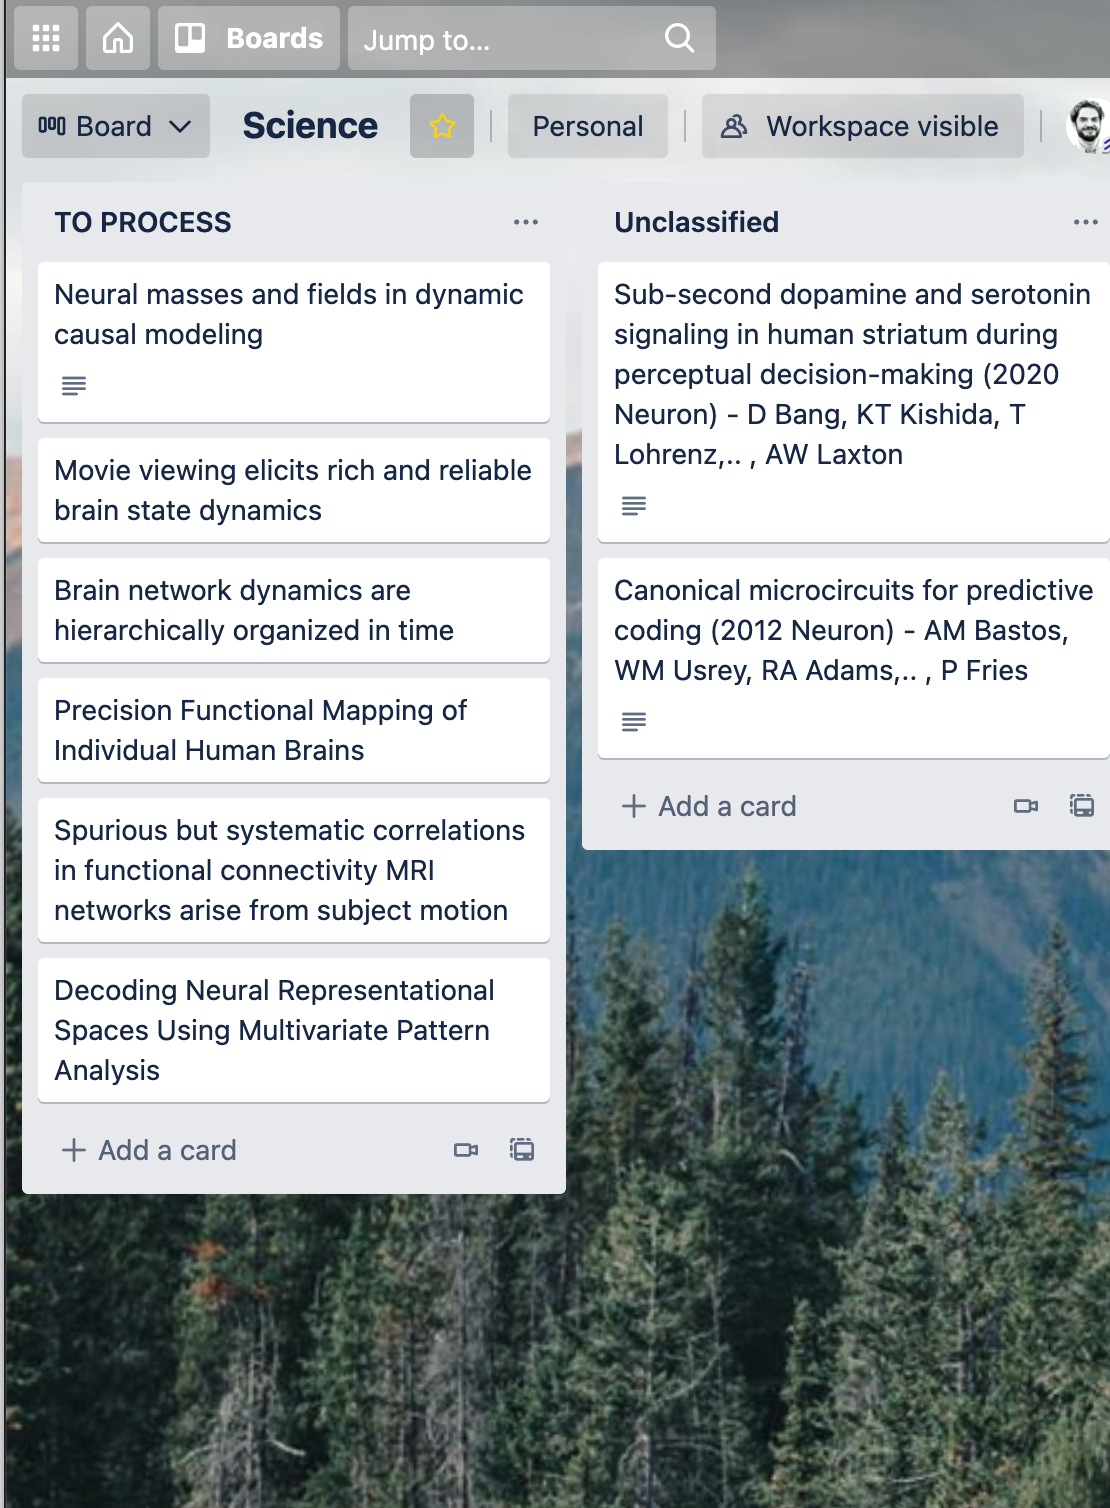 Boards
Jump to...
Board
Science
Personal
Workspace visible
TO PROCESS
Neural masses and fields in dynamic
causal modeling
Movie viewing elicits rich and reliable
brain state dynamics
Brain network dynamics are
hierarchically organized in time
Precision Functional Mapping of
Individual Human Brains
Spurious but systematic correlations
in functional connectivity MRI
networks arise from subject motion
Decoding Neural Representational
Spaces Using Multivariate Pattern
Analysis
Add a card
Unclassified
Sub-second dopamine and serotonin
signaling in human striatum during
perceptual decision-making (2020
Neuron) - D Bang, KT Kishida, T
Lohrenz,.. , AW Laxton
Canonical microcircuits for predictive
coding (2012 Neuron) - AM Bastos,
WM Usrey, RA Adams,.. , P Fries
Add a card